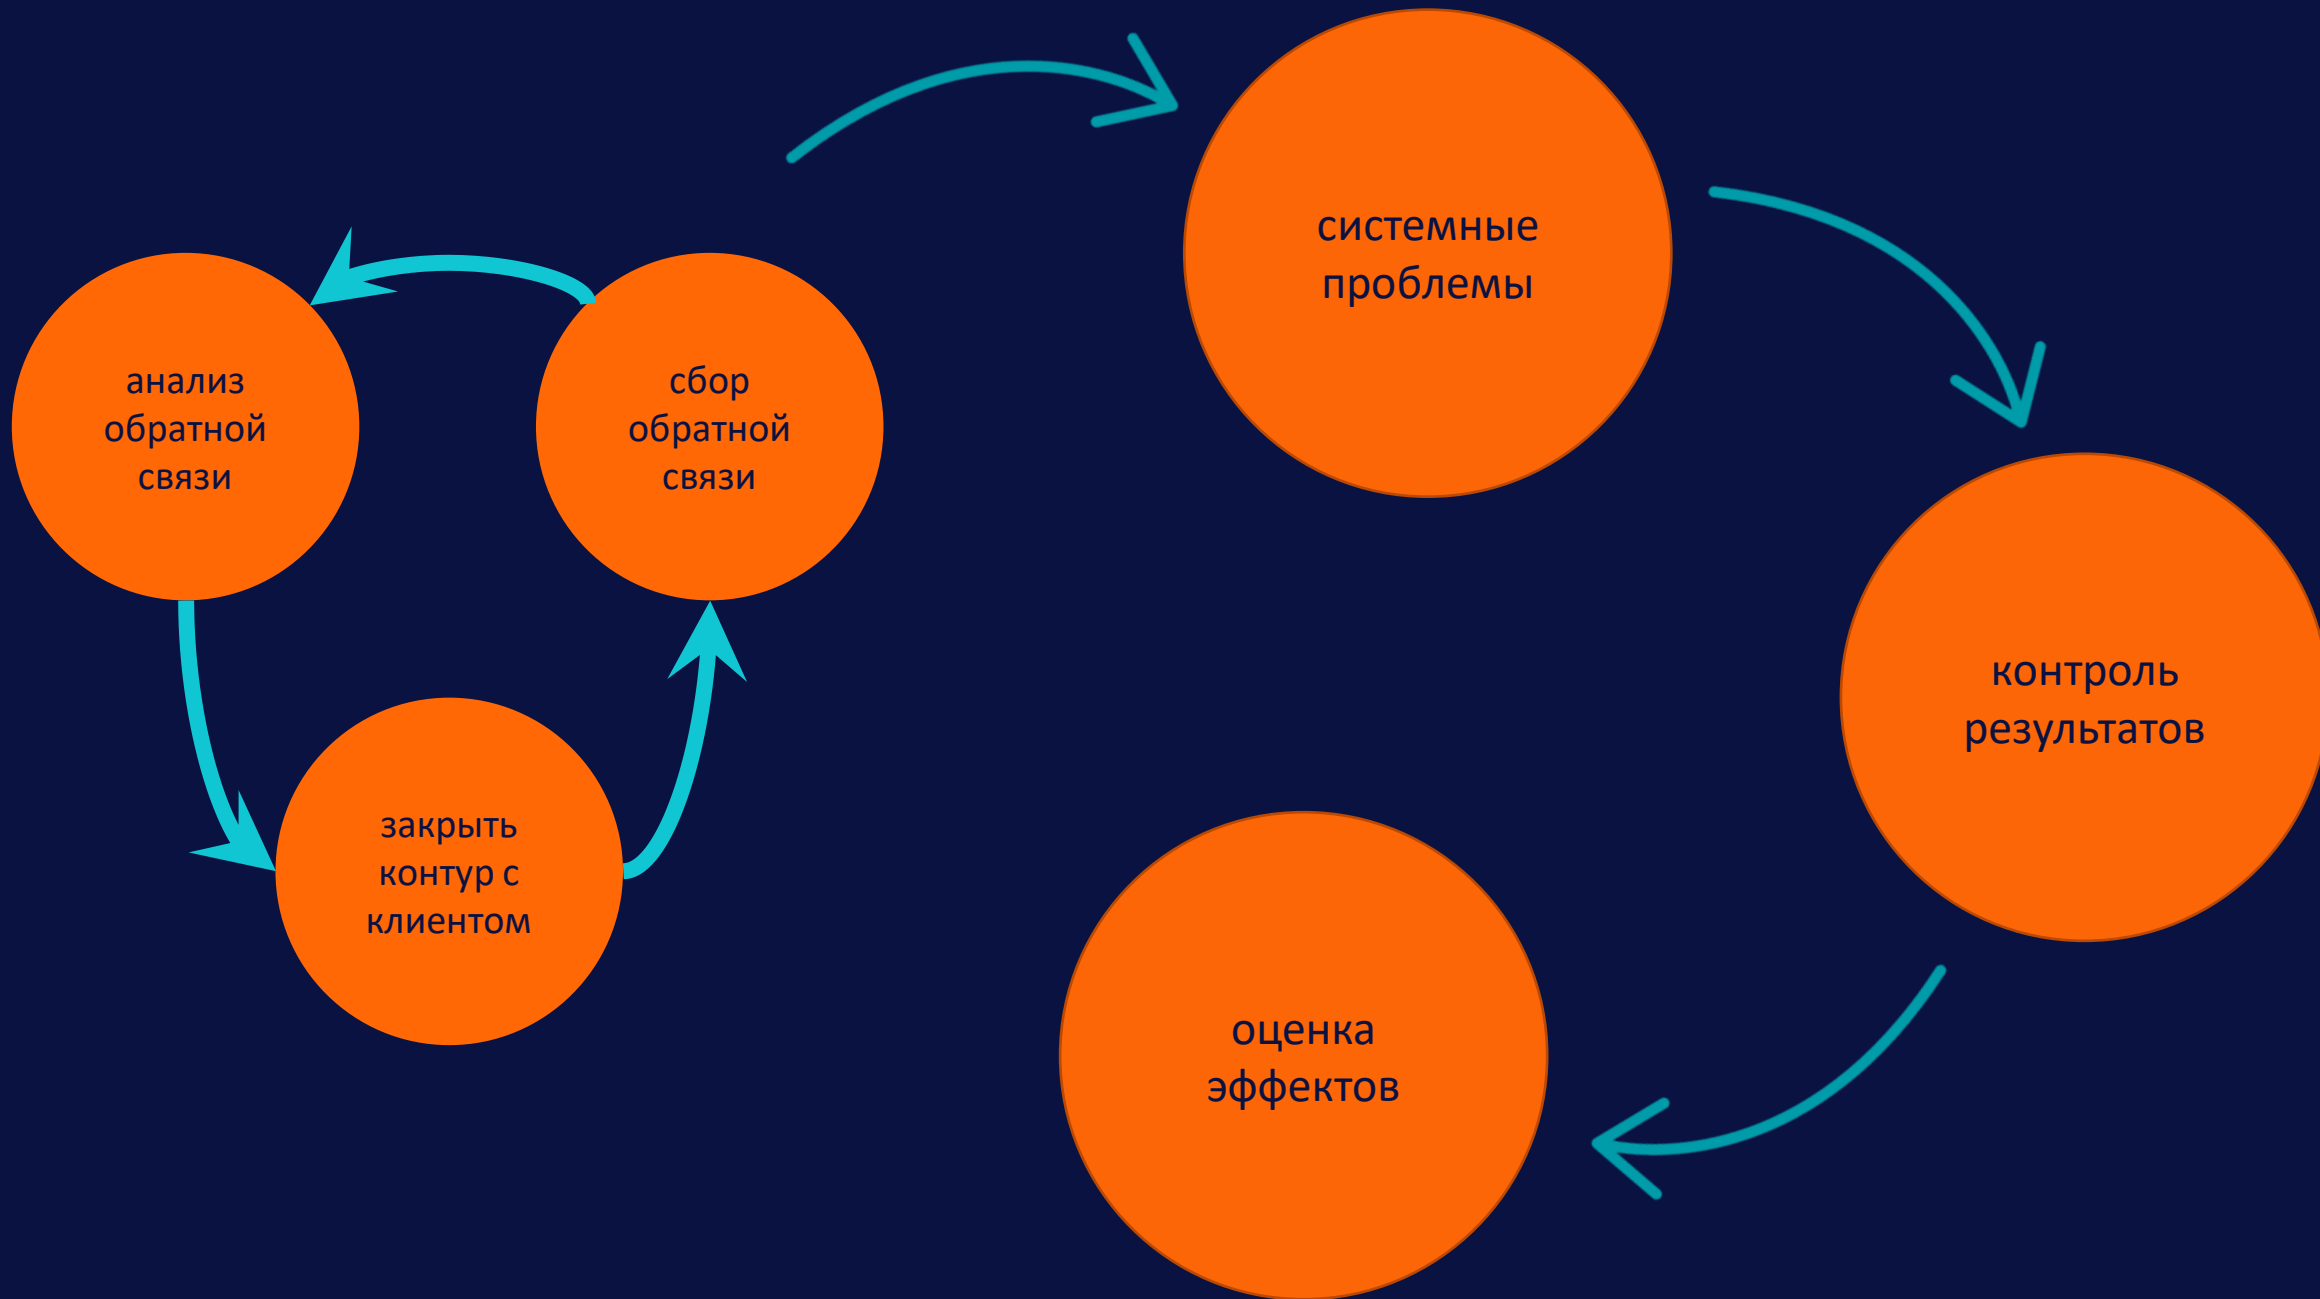 системные
проблемы
анализ
обратной
связи
сбор
обратной
связи
контроль
результатов
закрыть
контур с
клиентом
оценка
эффектов